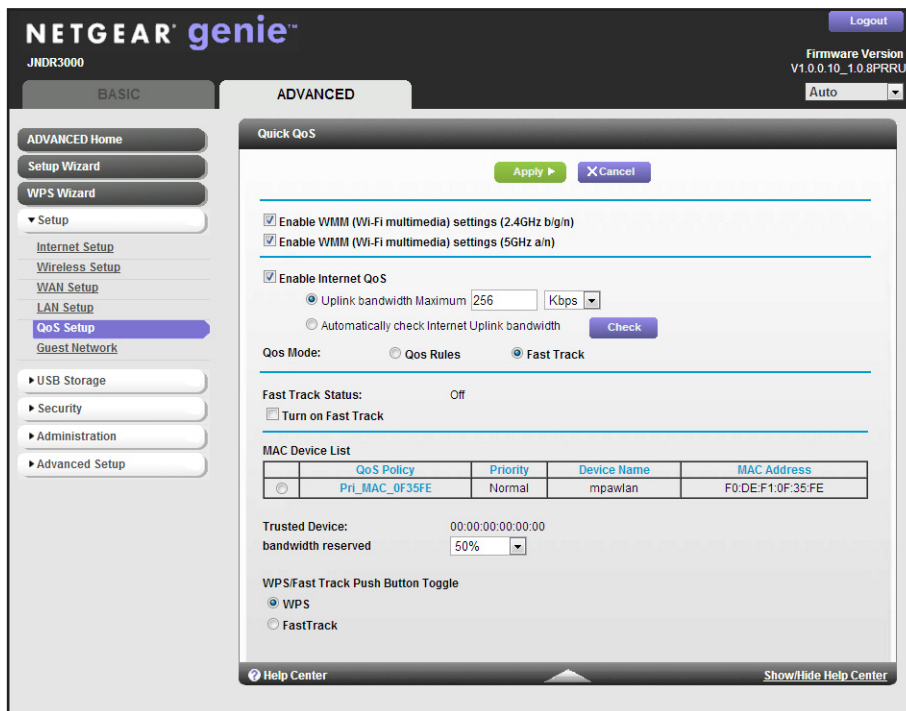 NETGEAR® genie™
Logout
JNDR3000
Firmware Version
V1.0.0.10_1.0.8PRRU
BASIC
ADVANCED
Auto
ADVANCED Home
Setup Wizard
WPS Wizard
Setup
Internet Setup
Wireless Setup
WAN Setup
LAN Setup
QoS Setup
Guest Network
USB Storage
Security
Administration
Advanced Setup
Quick QoS
Apply
X Cancel
Enable WMM (Wi-Fi multimedia) settings (2.4GHz b/g/n)
Enable WMM (Wi-Fi multimedia) settings (5GHz a/n)
Enable Internet QoS
Uplink bandwidth Maximum 256 Kbps
Automatically check Internet Uplink bandwidth Check
Qos Mode: Qos Rules Fast Track
Fast Track Status: Off
Turn on Fast Track
MAC Device List
QoS Policy Priority Device Name MAC Address
Pri_MAC_0F35FE Normal mpawlan F0:DE:F1:0F:35:FE
Trusted Device: 00:00:00:00:00:00
bandwidth reserved 50%
WPS/Fast Track Push Button Toggle
WPS
FastTrack
? Help Center
Show/Hide Help Center